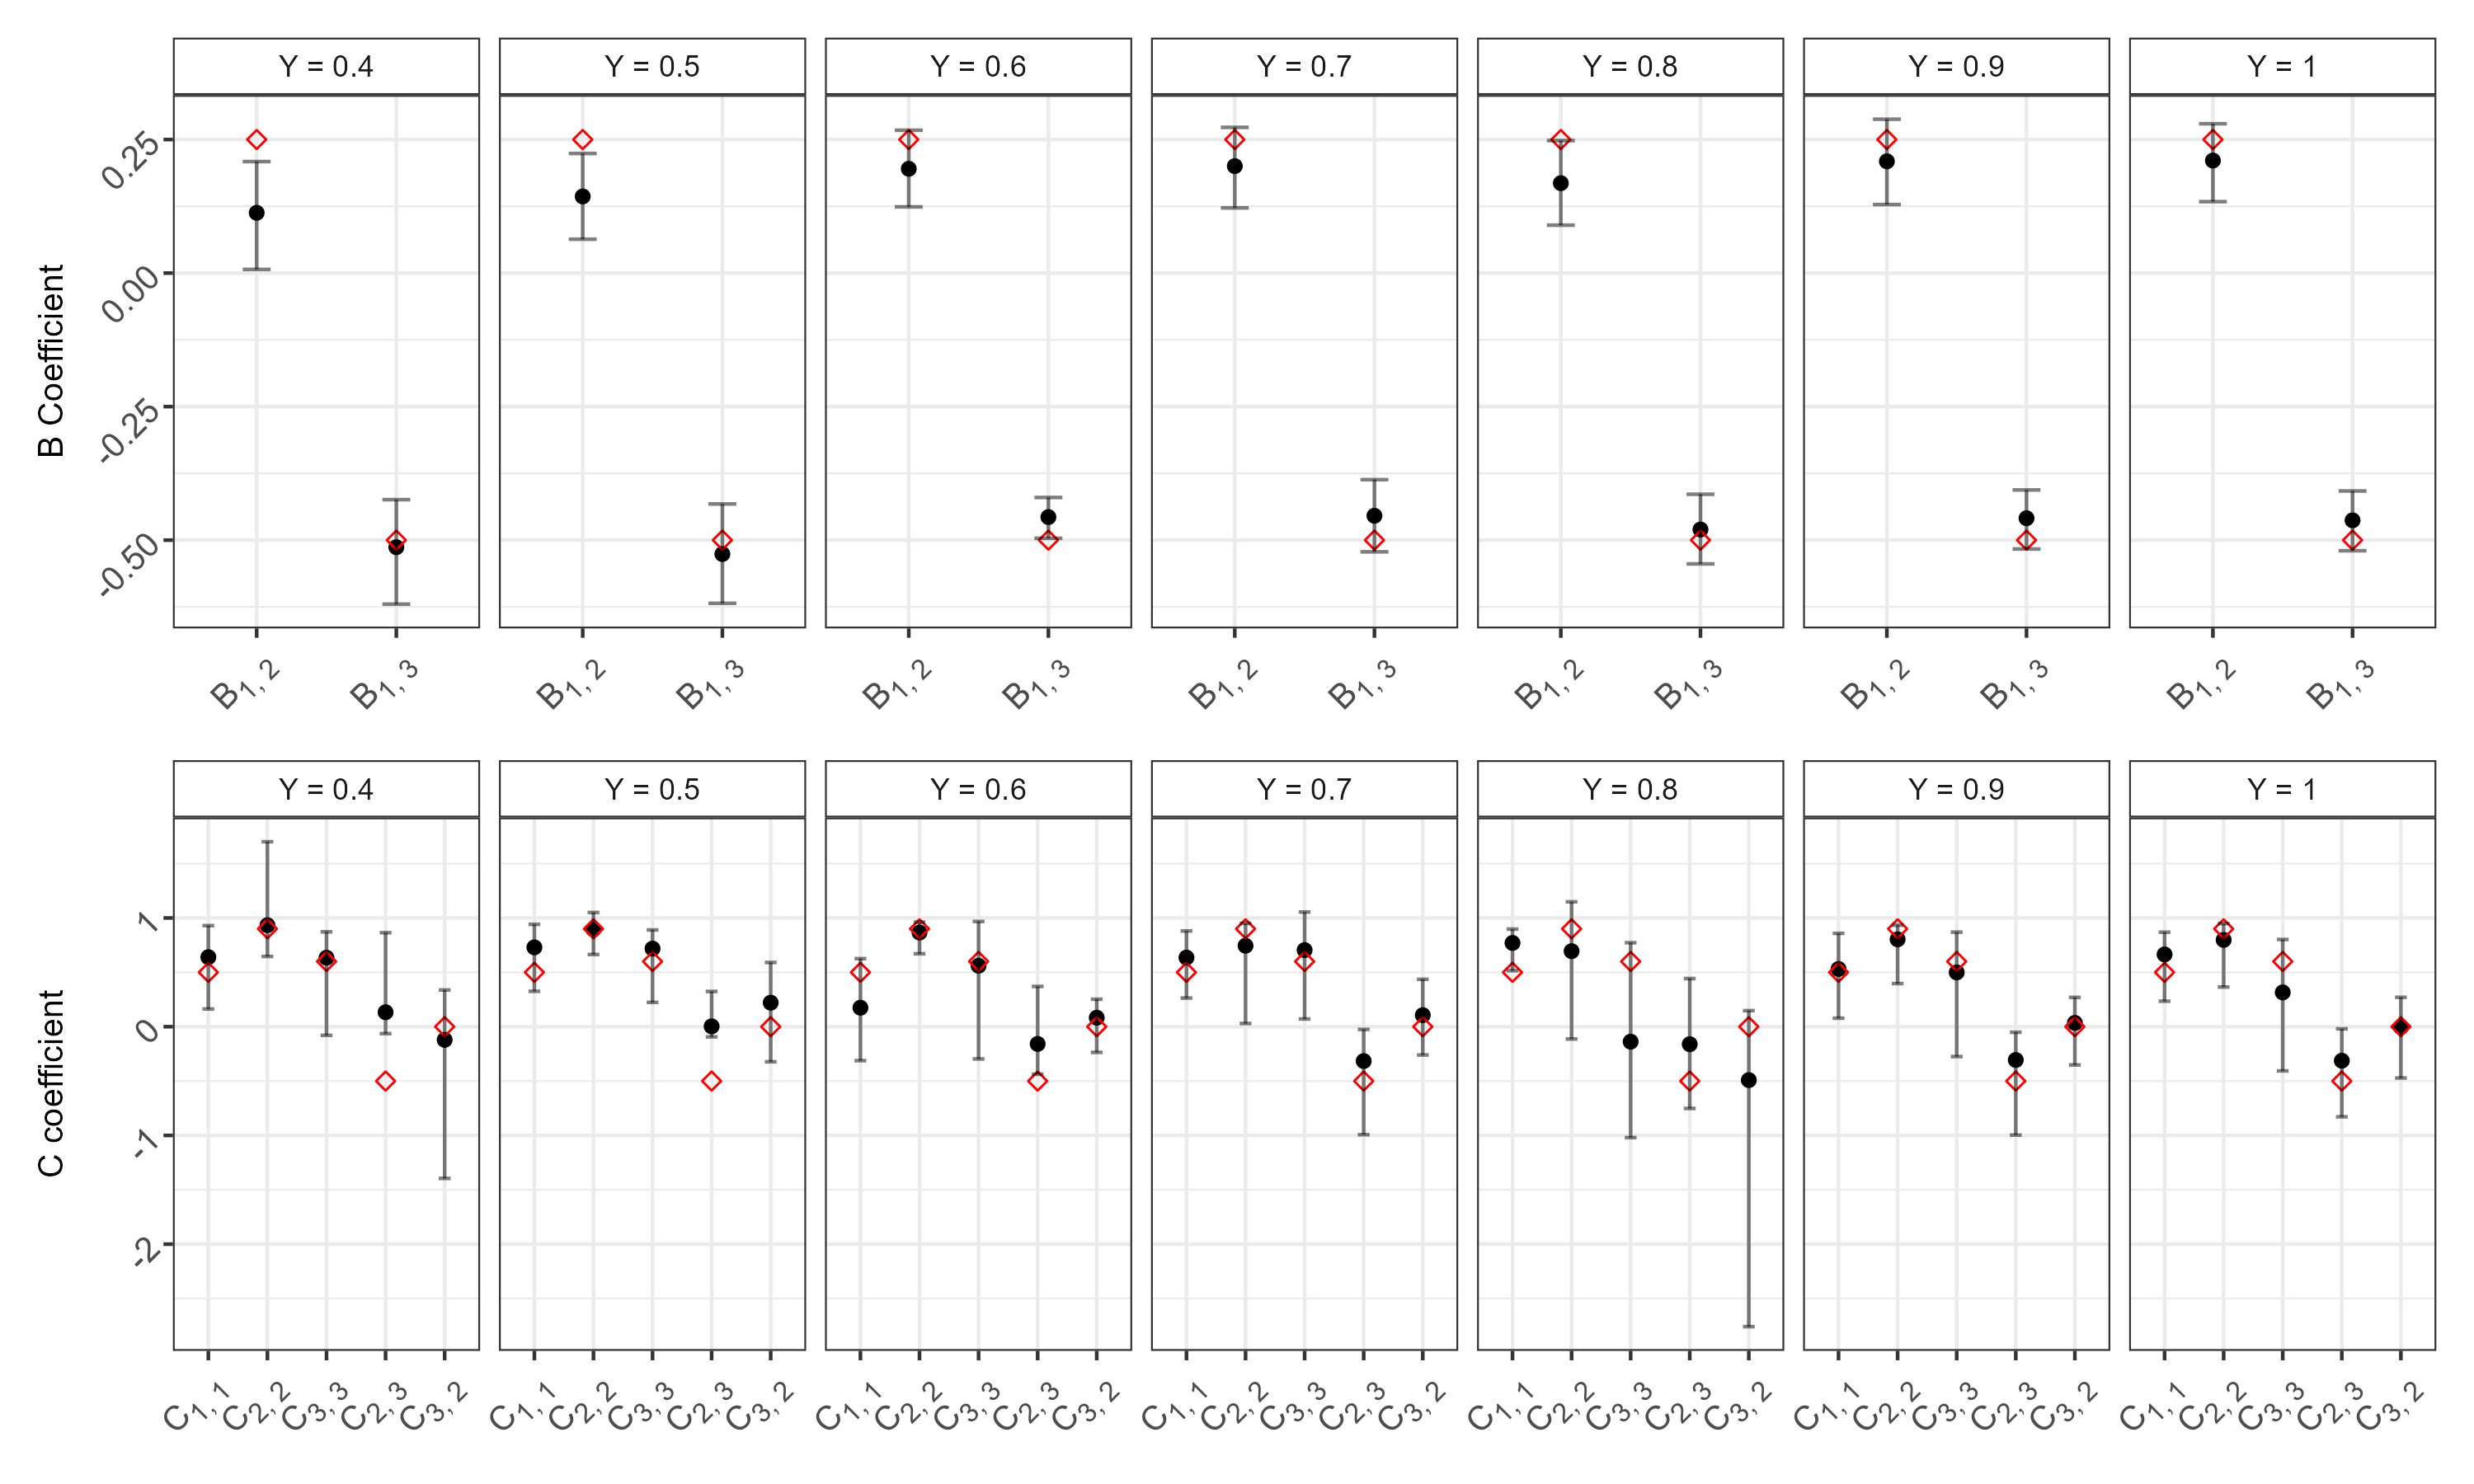 Y = 0.4 Y = 0.5 Y = 0.6 Y = 0.7 Y = 0.8 Y = 0.9 Y = 1
B Coefficient
0.25
0.00
-0.25
-0.50
B1, 2 B1, 3 B1, 2 B1, 3 B1, 2 B1, 3 B1, 2 B1, 3 B1, 2 B1, 3 B1, 2 B1, 3 B1, 2 B1, 3
Y = 0.4 Y = 0.5 Y = 0.6 Y = 0.7 Y = 0.8 Y = 0.9 Y = 1
C coefficient
1
0
-1
-2
C1, 1 C2, 2 C3, 3 C2, 3 C3, 2 C1, 1 C2, 2 C3, 3 C2, 3 C3, 2 C1, 1 C2, 2 C3, 3 C2, 3 C3, 2 C1, 1 C2, 2 C3, 3 C2, 3 C3, 2 C1, 1 C2, 2 C3, 3 C2, 3 C3, 2 C1, 1 C2, 2 C3, 3 C2, 3 C3, 2 C1, 1 C2, 2 C3, 3 C2, 3 C3, 2